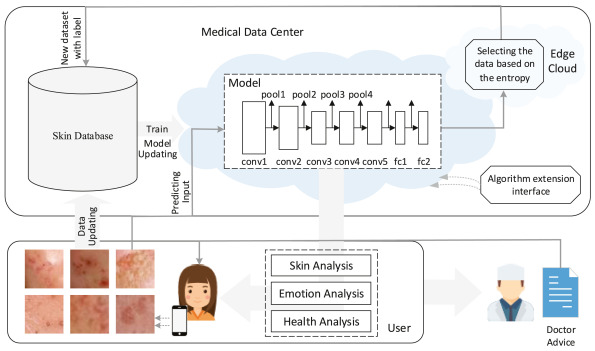 New dataset
with label
Medical Data Center
Selecting the
data based on
the entropy
Edge
Cloud
Skin Database
Train
Model
Updating
Model
pool1
pool2
pool3
pool4
conv1
conv2
conv3
conv4
conv5
fc1
fc2
Predicting
Input
Algorithm extension
interface
Data
Updating
Skin Analysis
Emotion Analysis
Health Analysis
User
Doctor
Advice